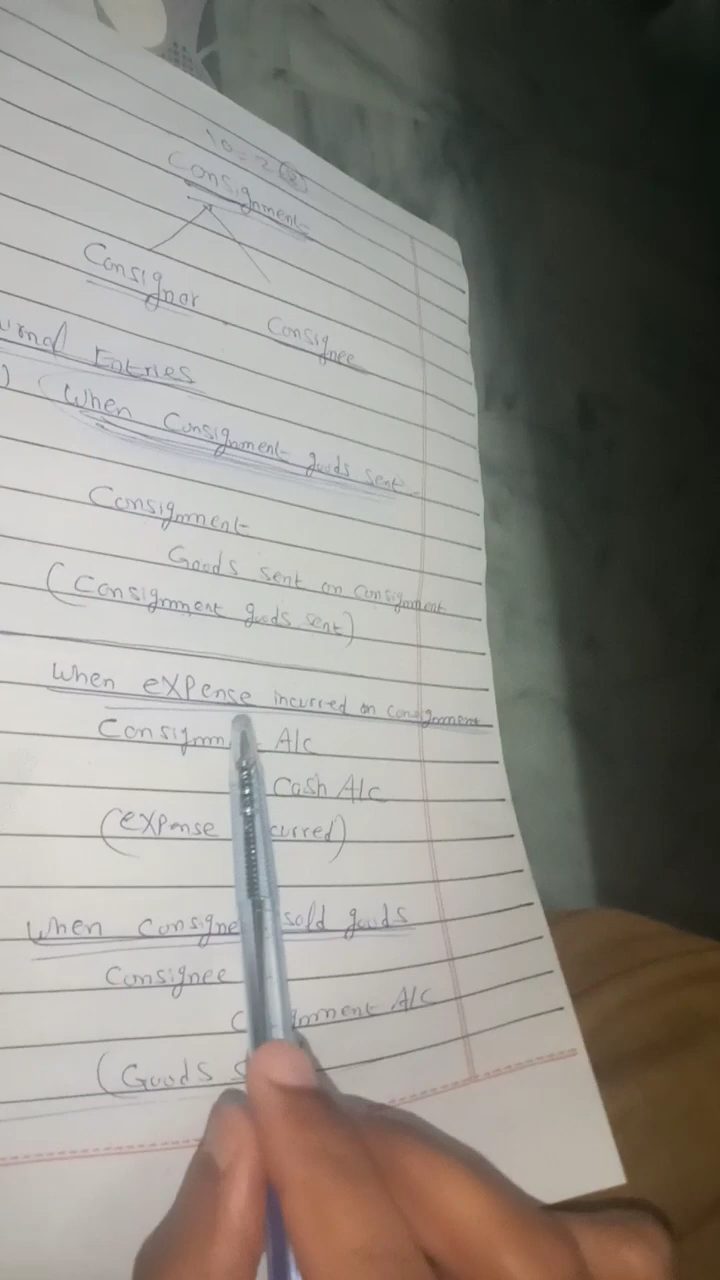 Consignment
Consignor
Consignee
Entries
When Consignment goods sent
Consignment
Goods sent on Consignment
(Consignment goods sent)
When expense incurred on consignment
A/c
Cash A/c
(expense
When sold goods
Consignee
A/c
(Goods